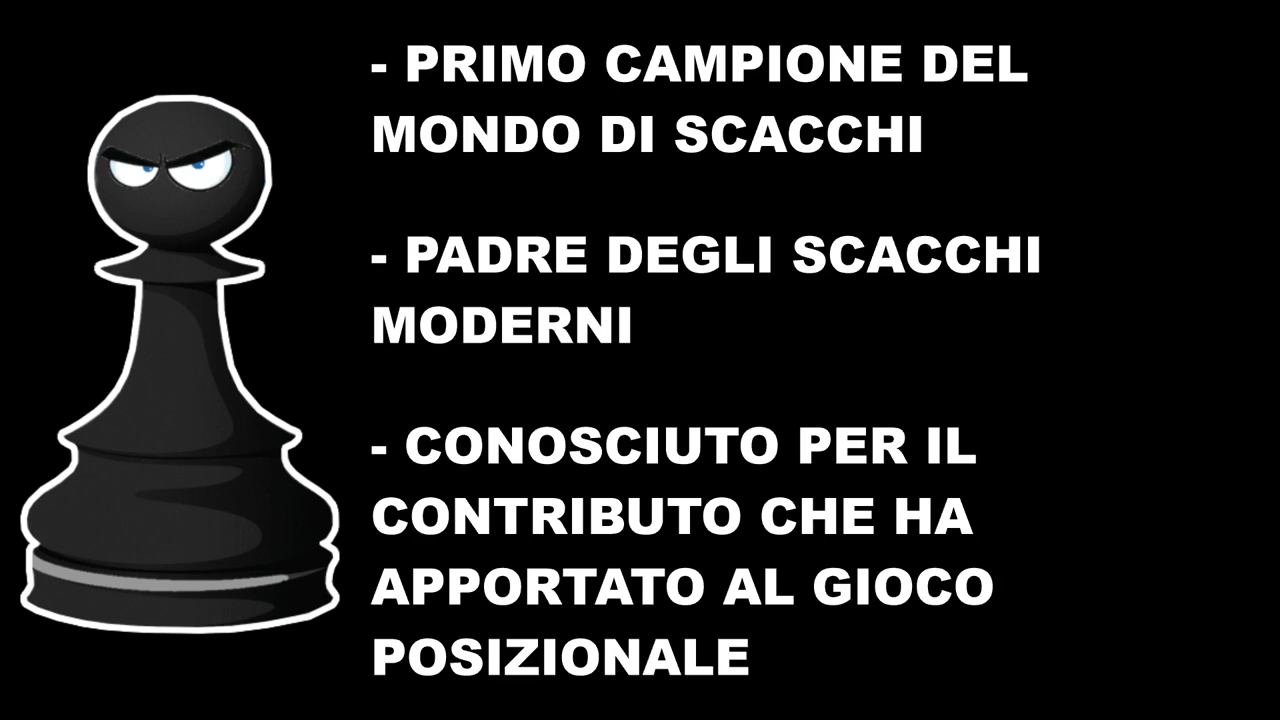 - PRIMO CAMPIONE DEL
MONDO DI SCACCHI
- PADRE DEGLI SCACCHI
MODERNI
- CONOSCIUTO PER IL
CONTRIBUTO CHE HA
APPORTATO AL GIOCO
POSIZIONALE